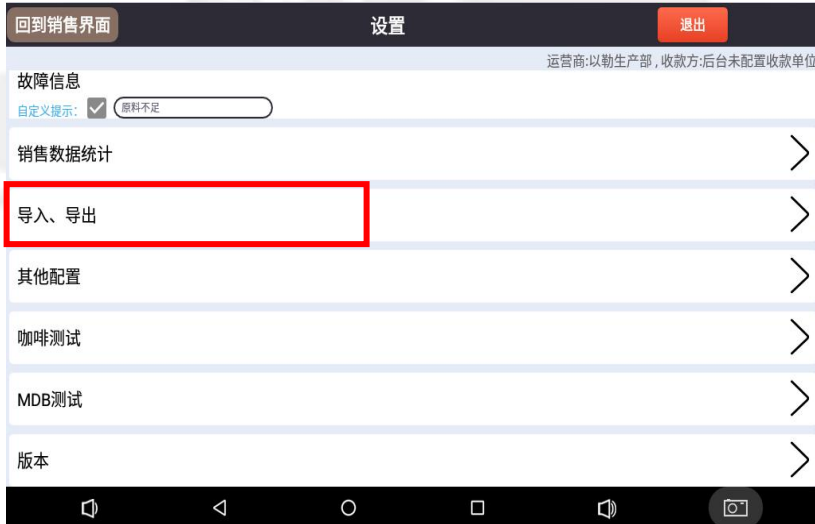 回到销售界面 设置 退出
运营商:以勒生产部 , 收款方:后台未配置收款单位
故障信息
自定义提示: 原料不足
销售数据统计
导入、导出
其他配置
咖啡测试
MDB测试
版本